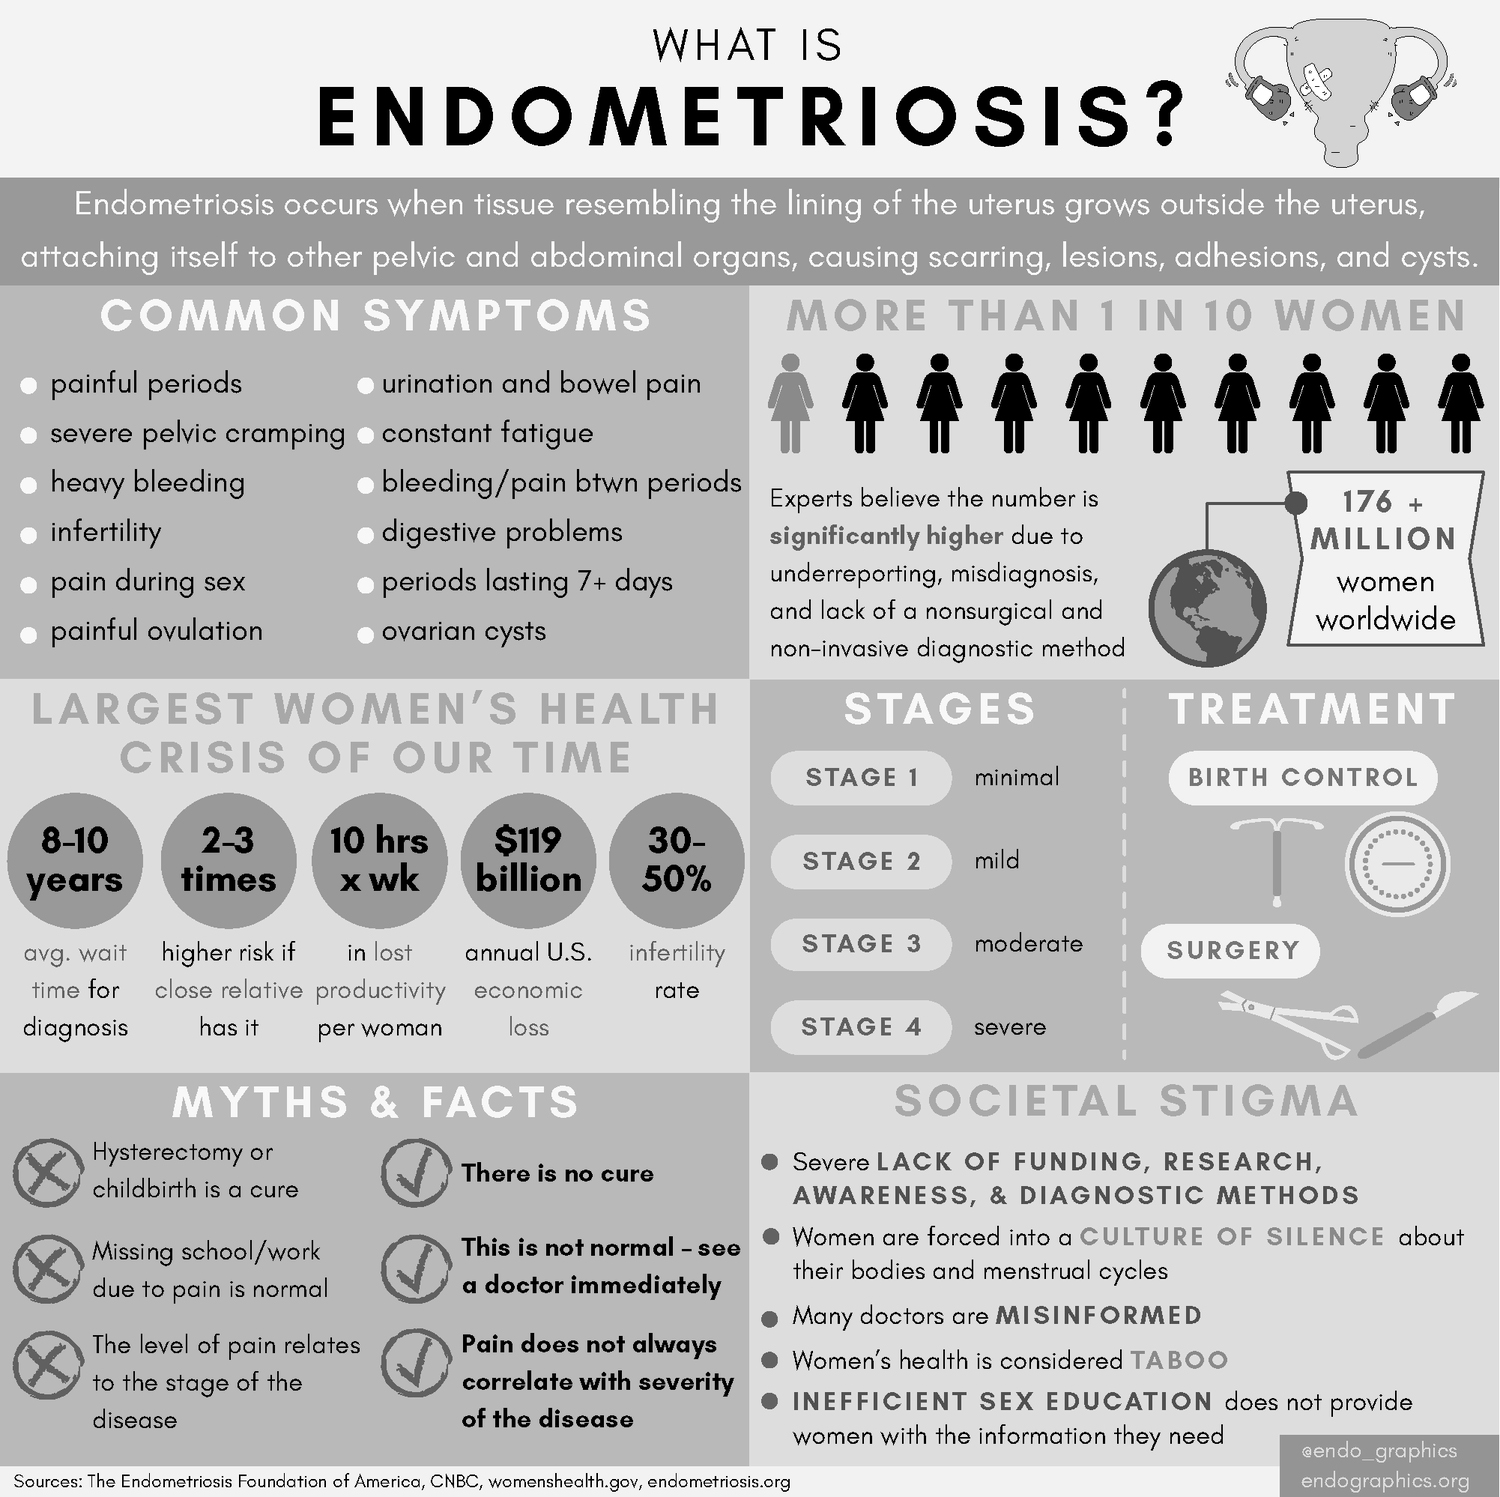 WHAT IS
ENDOMETRIOSIS?
Endometriosis occurs when tissue resembling the lining of the uterus grows outside the uterus,
attaching itself to other pelvic and abdominal organs, causing scarring, lesions, adhesions, and cysts.
COMMON SYMPTOMS
painful periods
severe pelvic cramping
heavy bleeding
infertility
pain during sex
painful ovulation
urination and bowel pain
constant fatigue
bleeding/pain btwn periods
digestive problems
periods lasting 7+ days
ovarian cysts
MORE THAN 1 IN 10 WOMEN
Experts believe the number is
significantly higher due to
underreporting, misdiagnosis,
and lack of a nonsurgical and
non-invasive diagnostic method
176 +
MILLION
women
worldwide
LARGEST WOMEN'S HEALTH
CRISIS OF OUR TIME
8-10
years
avg. wait
time for
diagnosis
2-3
times
higher risk if
close relative
has it
10 hrs
x wk
in lost
productivity
per woman
$119
billion
annual U.S.
economic
loss
30-
50%
infertility
rate
STAGES
STAGE 1 minimal
STAGE 2 mild
STAGE 3 moderate
STAGE 4 severe
TREATMENT
BIRTH CONTROL
SURGERY
MYTHS & FACTS
Hysterectomy or
childbirth is a cure
There is no cure
Missing school/work
due to pain is normal
This is not normal - see
a doctor immediately
The level of pain relates
to the stage of the
disease
Pain does not always
correlate with severity
of the disease
SOCIETAL STIGMA
Severe LACK OF FUNDING, RESEARCH,
AWARENESS, & DIAGNOSTIC METHODS
Women are forced into a CULTURE OF SILENCE about
their bodies and menstrual cycles
Many doctors are MISINFORMED
Women's health is considered TABOO
INEFFICIENT SEX EDUCATION does not provide
women with the information they need
@endo_graphics
endographics.org
Sources: The Endometriosis Foundation of America, CNBC, womenshealth.gov, endometriosis.org